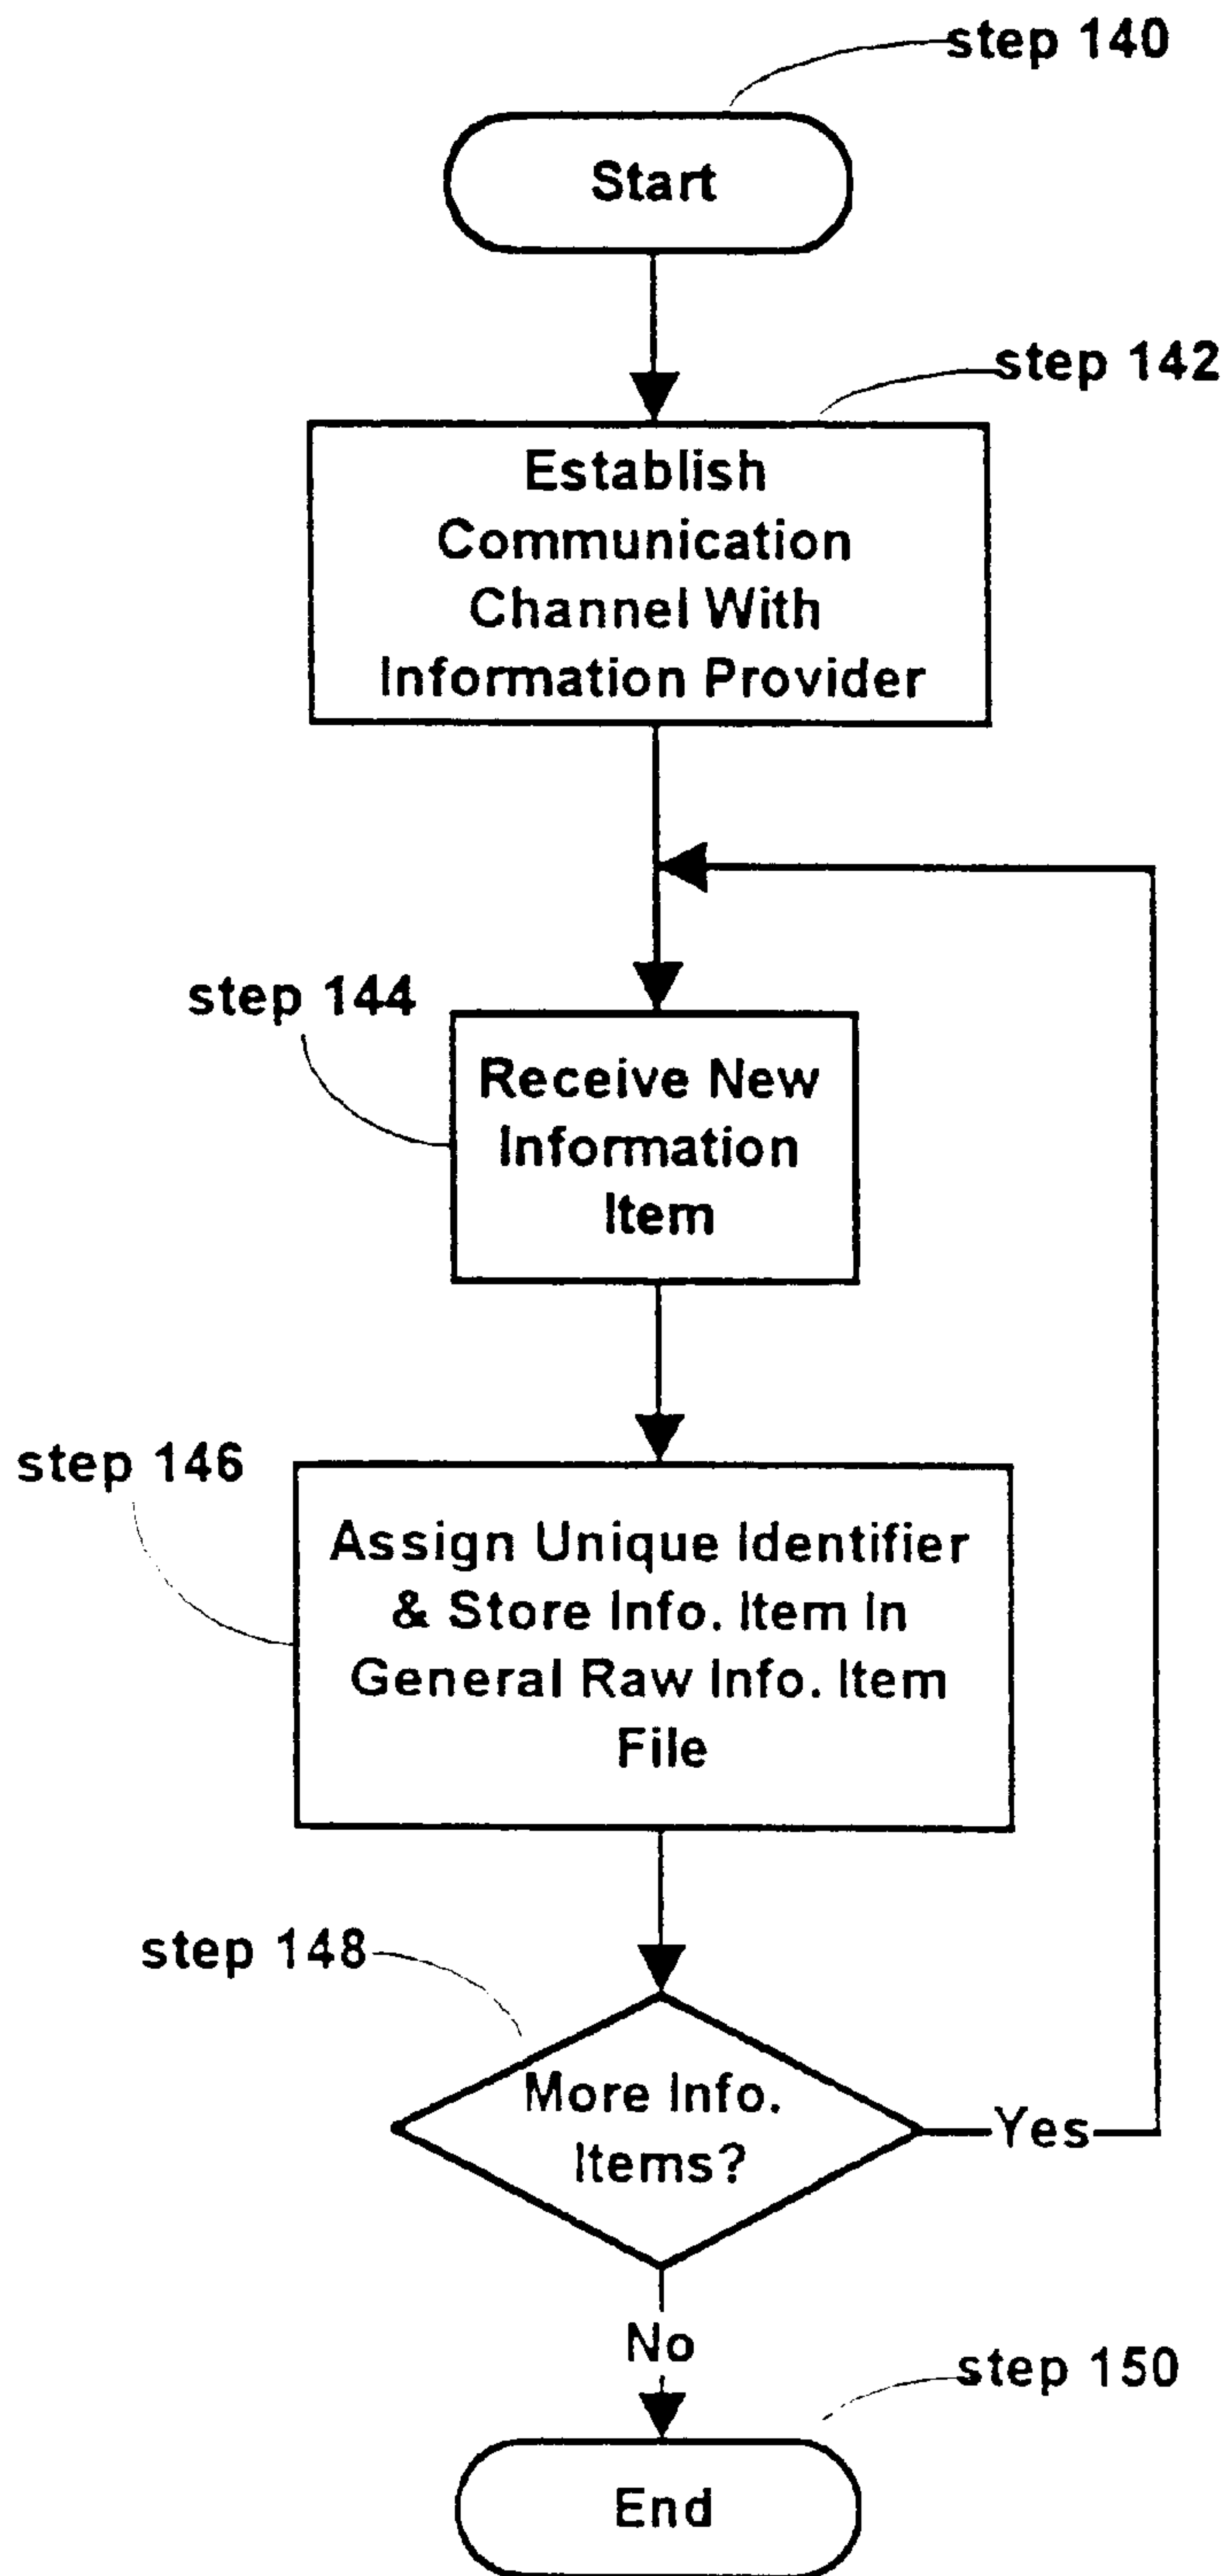 step 140
Start
step 142
Establish
Communication
Channel With
Information Provider
step 144
Receive New
Information
Item
step 146
Assign Unique Identifier
& Store Info. Item In
General Raw Info. Item
File
step 148
More Info.
Items?
Yes
No
step 150
End